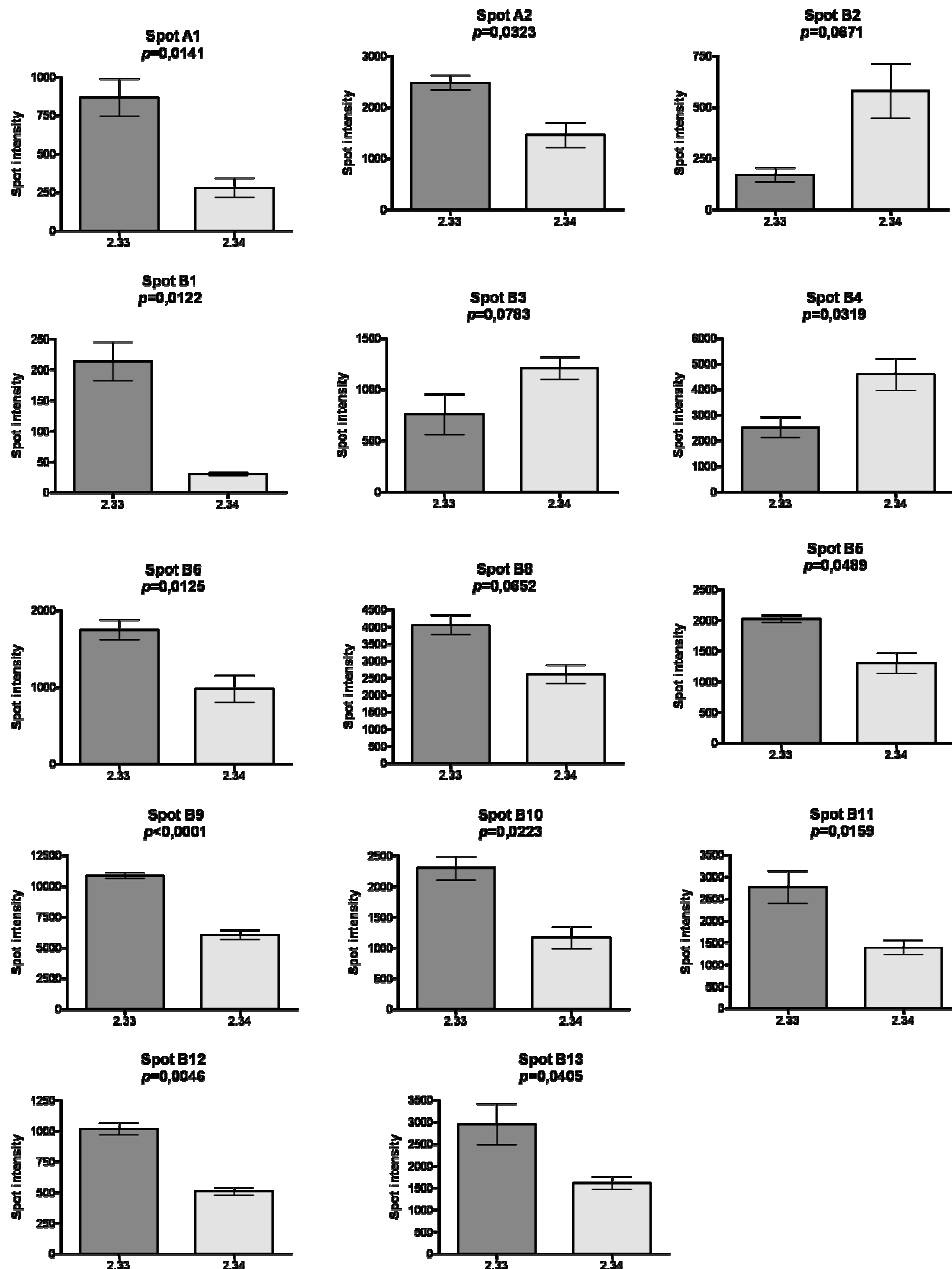 Spot A1
p=0,0141
Spot intensity
1000
750
500
250
0
2.33
2.34
Spot A2
p=0,0323
Spot intensity
3000
2000
1000
0
2.33
2.34
Spot B2
p=0,0671
Spot intensity
750
500
250
0
2.33
2.34
Spot B1
p=0,0122
Spot intensity
250
200
150
100
50
0
2.33
2.34
Spot B3
p=0,0783
Spot intensity
1500
1000
500
0
2.33
2.34
Spot B4
p=0,0319
Spot intensity
6000
5000
4000
3000
2000
1000
0
2.33
2.34
Spot B6
p=0,0125
Spot intensity
2000
1000
0
2.33
2.34
Spot B8
p=0,0652
Spot intensity
4500
4000
3500
3000
2500
2000
1500
1000
500
0
2.33
2.34
Spot B5
p=0,0489
Spot intensity
2500
2000
1500
1000
500
0
2.33
2.34
Spot B9
p<0,0001
Spot intensity
12500
10000
7500
5000
2500
0
2.33
2.34
Spot B10
p=0,0223
Spot intensity
2500
2000
1500
1000
500
0
2.33
2.34
Spot B11
p=0,0159
Spot intensity
3500
3000
2500
2000
1500
1000
500
0
2.33
2.34
Spot B12
p=0,0046
Spot intensity
1250
1000
750
500
250
0
2.33
2.34
Spot B13
p=0,0405
Spot intensity
3500
3000
2500
2000
1500
1000
500
0
2.33
2.34